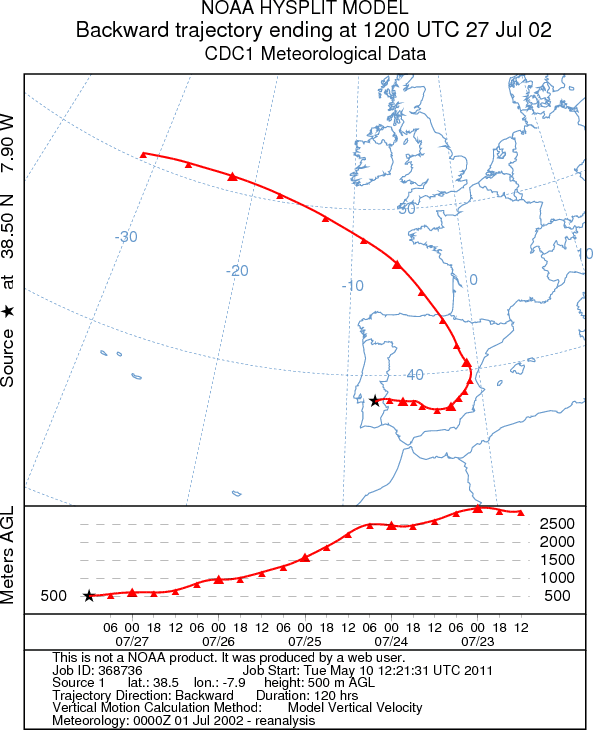 NOAA HYSPLIT MODEL
Backward trajectory ending at 1200 UTC 27 Jul 02
CDC1 Meteorological Data
Source ★ at 38.50 N 7.90 W
-30
-20
-10
0
10
50
40
Meters AGL
500
2500
2000
1500
1000
500
06 00 18 12 06 00 18 12 06 00 18 12 06 00 18 12 06 00 18 12
07/27 07/26 07/25 07/24 07/23
This is not a NOAA product. It was produced by a web user.
Job ID: 368736 Job Start: Tue May 10 12:21:31 UTC 2011
Source 1 lat.: 38.5 lon.: -7.9 height: 500 m AGL
Trajectory Direction: Backward Duration: 120 hrs
Vertical Motion Calculation Method: Model Vertical Velocity
Meteorology: 0000Z 01 Jul 2002 - reanalysis